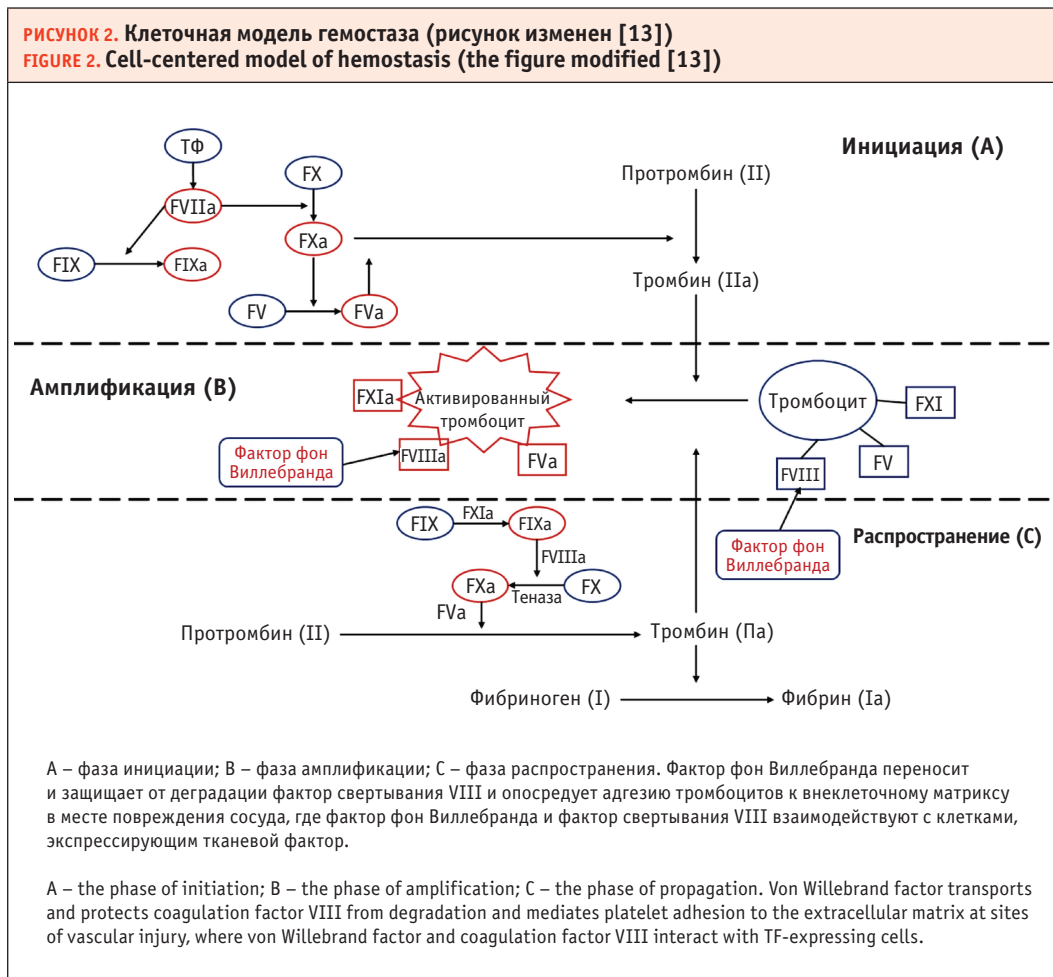 РИСУНОК 2. Клеточная модель гемостаза (рисунок изменен [13])
FIGURE 2. Cell-centered model of hemostasis (the figure modified [13])
Инициация (А)
ТФ
FX
Протромбин (II)
FVIIa
FXa
FIX
FIXa
Тромбин (IIa)
FV
FVa
Амплификация (В)
FXIa
Активированный
тромбоцит
Тромбоцит
FXI
Фактор фон
Виллебранда
FVIIIa
FVa
FVIII
FV
FIX
FXIa
FIXa
Распространение (С)
Фактор фон
Виллебранда
FVIIIa
FXa
Теназа
FX
FVa
Протромбин (II)
Тромбин (Па)
Фибриноген (I)
Фибрин (Ia)
А – фаза инициации; В – фаза амплификации; С – фаза распространения. Фактор фон Виллебранда переносит
и защищает от деградации фактор свертывания VIII и опосредует адгезию тромбоцитов к внеклеточному матриксу
в месте повреждения сосуда, где фактор фон Виллебранда и фактор свертывания VIII взаимодействуют с клетками,
экспрессирующим тканевой фактор.
A – the phase of initiation; B – the phase of amplification; C – the phase of propagation. Von Willebrand factor transports
and protects coagulation factor VIII from degradation and mediates platelet adhesion to the extracellular matrix at sites
of vascular injury, where von Willebrand factor and coagulation factor VIII interact with TF-expressing cells.